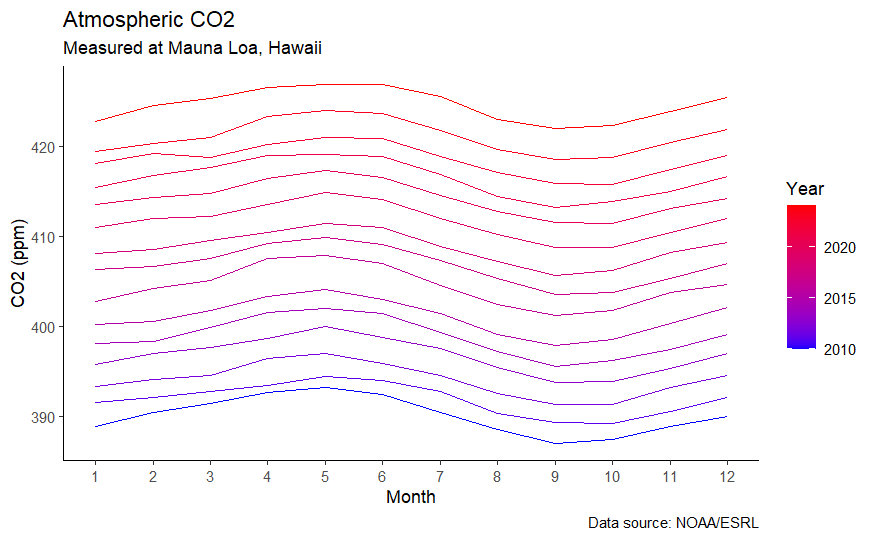 Atmospheric CO2
Measured at Mauna Loa, Hawaii
420
410
400
390
CO2 (ppm)
1 2 3 4 5 6 7 8 9 10 11 12
Month
Year
2020
2015
2010
Data source: NOAA/ESRL